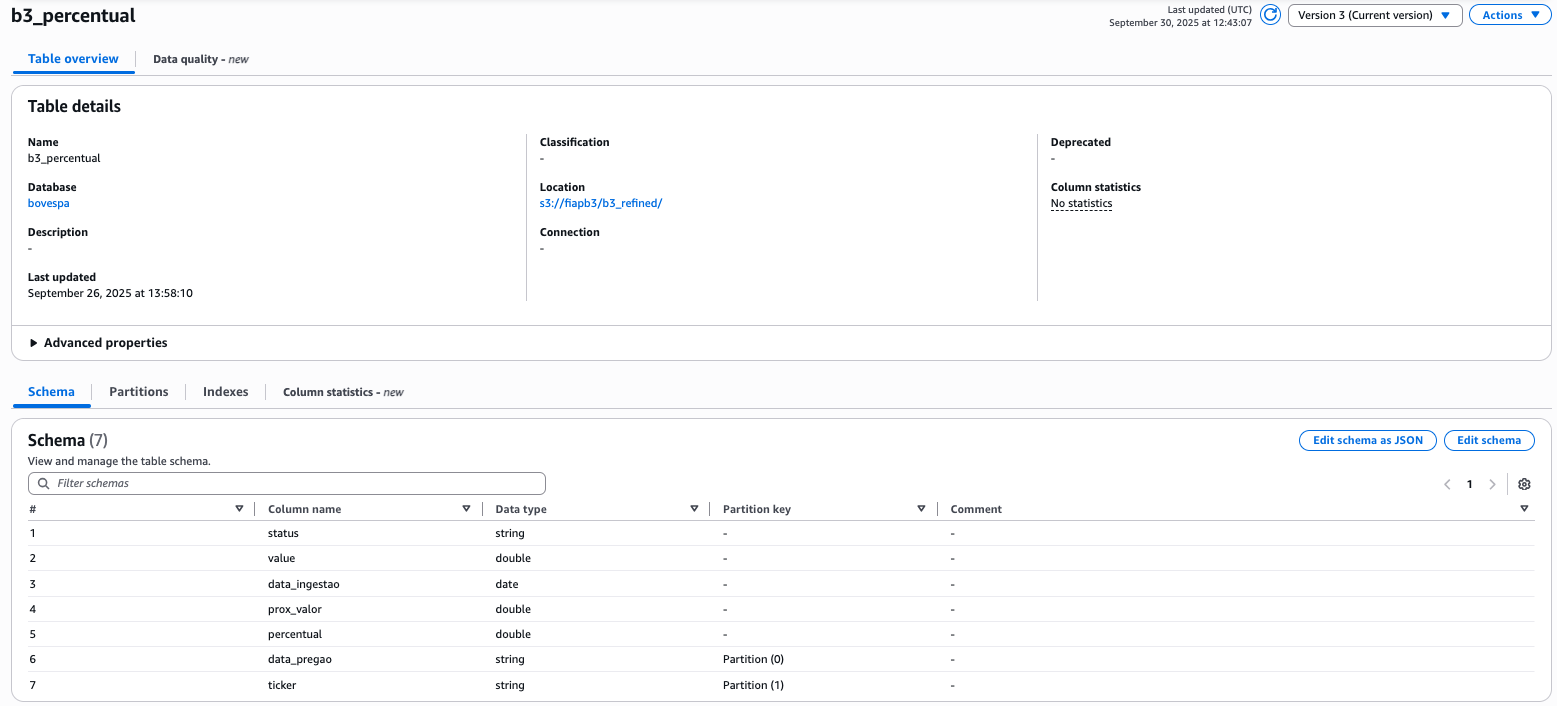 b3_percentual
Last updated (UTC)
September 30, 2025 at 12:43:07
Version 3 (Current version)
Actions
Table overview
Data quality - new
Table details
Name
b3_percentual
Database
bovespa
Description
-
Last updated
September 26, 2025 at 13:58:10
Classification
-
Location
s3://fiapb3/b3_refined/
Connection
-
Deprecated
-
Column statistics
No statistics
Advanced properties
Schema
Partitions
Indexes
Column statistics - new
Schema (7)
Edit schema as JSON
Edit schema
View and manage the table schema.
Filter schemas
1
# Column name Data type Partition key Comment
1 status string - -
2 value double - -
3 data_ingestao date - -
4 prox_valor double - -
5 percentual double - -
6 data_pregao string Partition (0) -
7 ticker string Partition (1) -